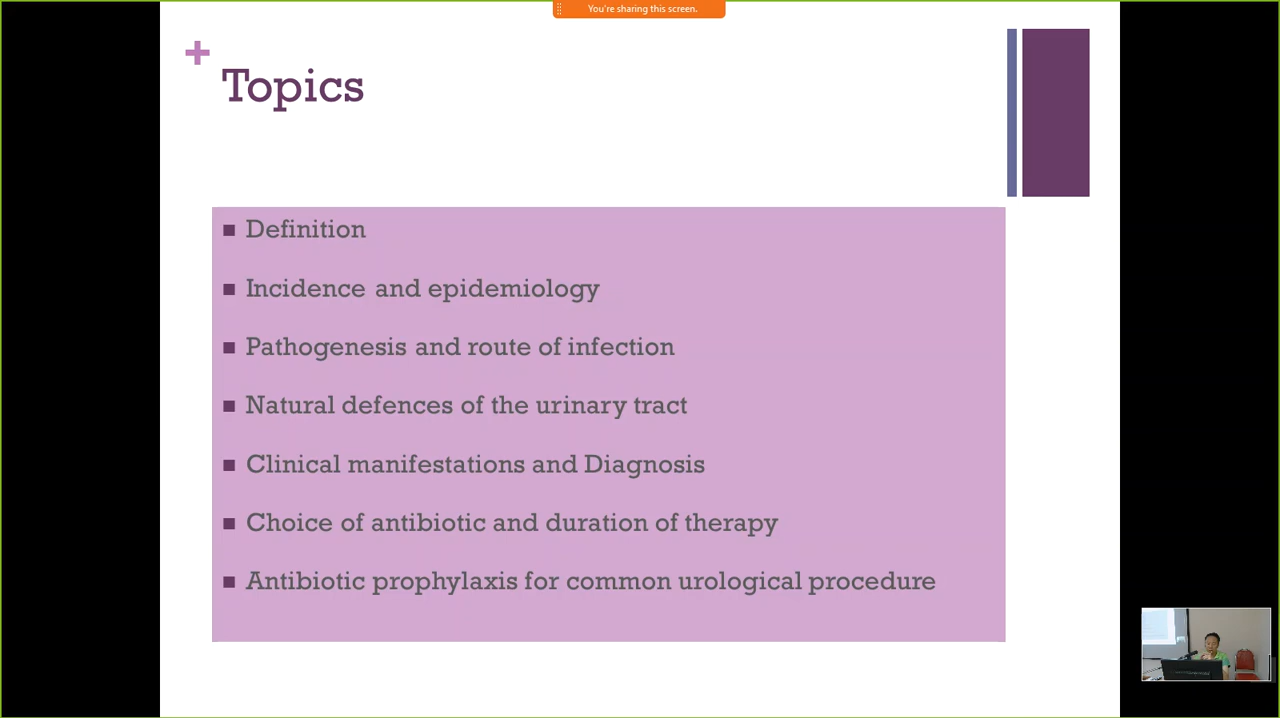 You're sharing this screen.
+
Topics
Definition
Incidence and epidemiology
Pathogenesis and route of infection
Natural defences of the urinary tract
Clinical manifestations and Diagnosis
Choice of antibiotic and duration of therapy
Antibiotic prophylaxis for common urological procedure